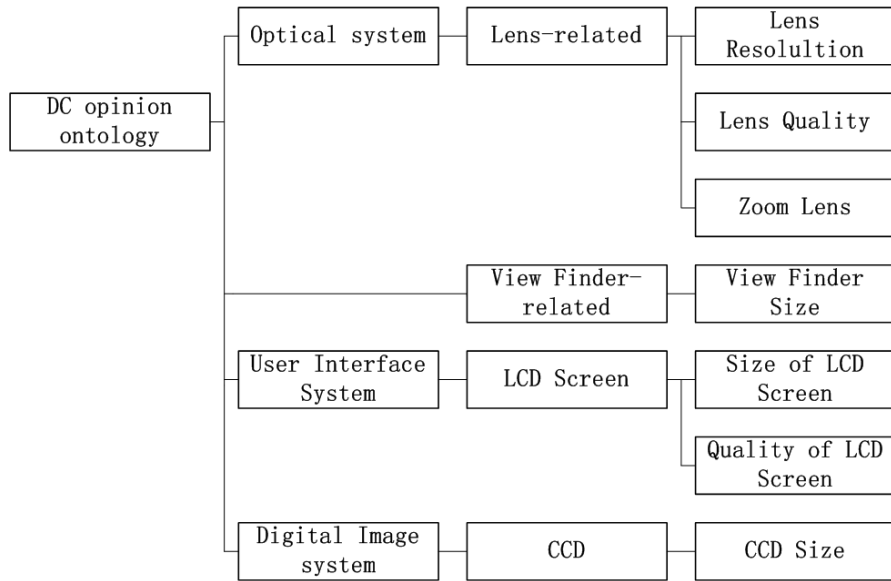 Optical system
Lens-related
Lens
Resolultion
DC opinion
ontology
Lens Quality
Zoom Lens
View Finder-
related
View Finder
Size
User Interface
System
LCD Screen
Size of LCD
Screen
Quality of LCD
Screen
Digital Image
system
CCD
CCD Size